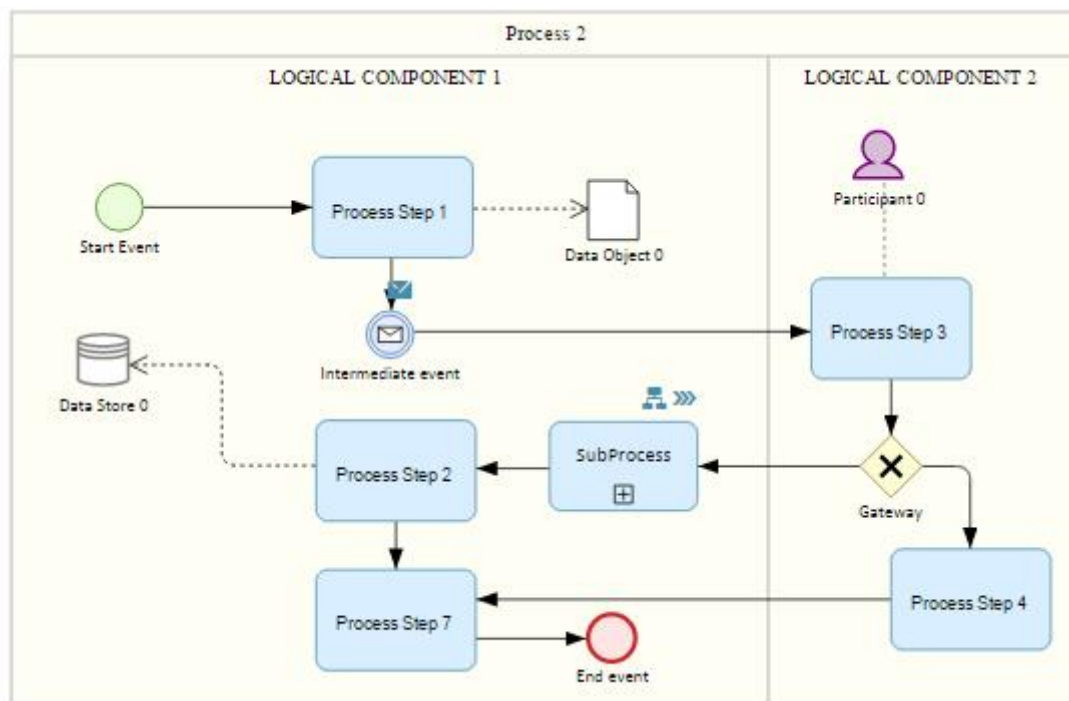 Process 2
LOGICAL COMPONENT 1
LOGICAL COMPONENT 2
Process Step 1
Participant 0
Start Event
Data Object 0
Process Step 3
Intermediate event
Data Store 0
SubProcess
Process Step 2
Gateway
Process Step 4
Process Step 7
End event